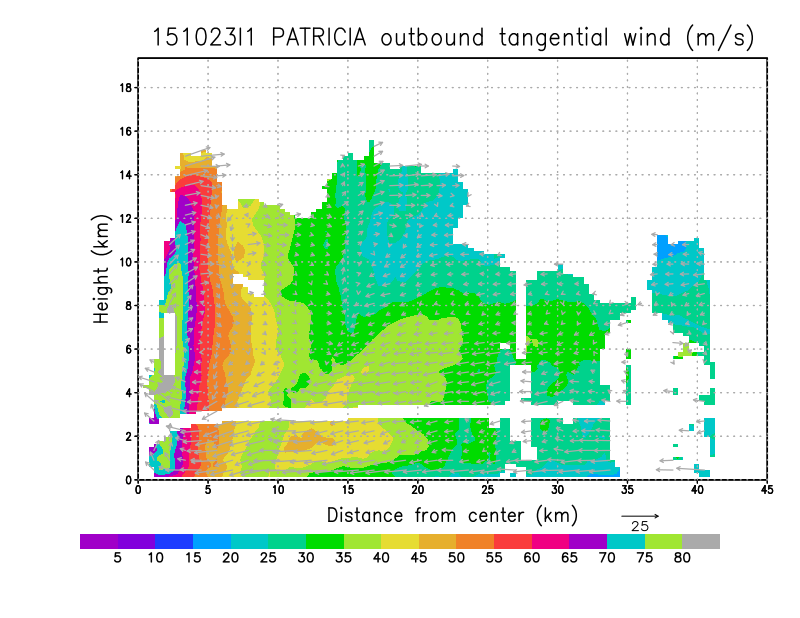 151023I1 PATRICIA outbound tangential wind (m/s)
18
16
14
12
10
8
6
4
2
0
Height (km)
0 5 10 15 20 25 30 35 40 45
Distance from center (km)
25
5 10 15 20 25 30 35 40 45 50 55 60 65 70 75 80